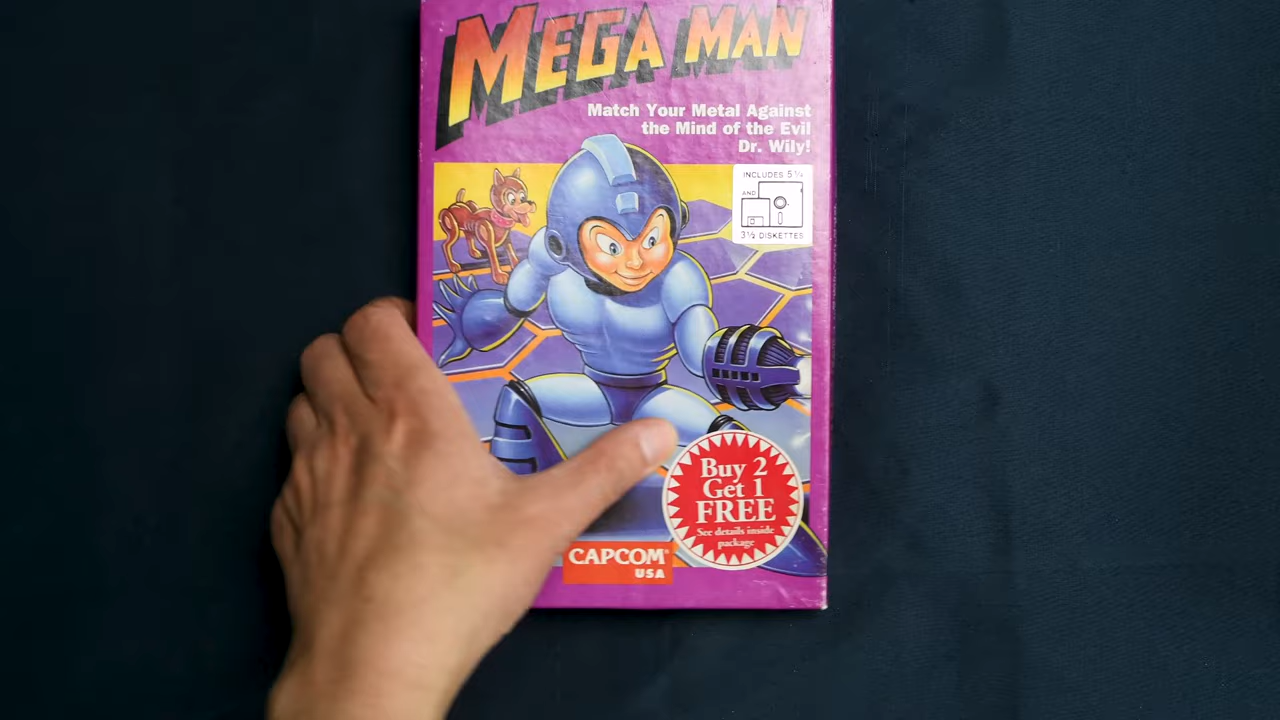 MEGA MAN
Match Your Metal Against
the Mind of the Evil
Dr. Wily!
INCLUDES 5¼
AND
3½ DISKETTES
Buy 2
Get 1
FREE
See details inside
package
CAPCOM®
USA